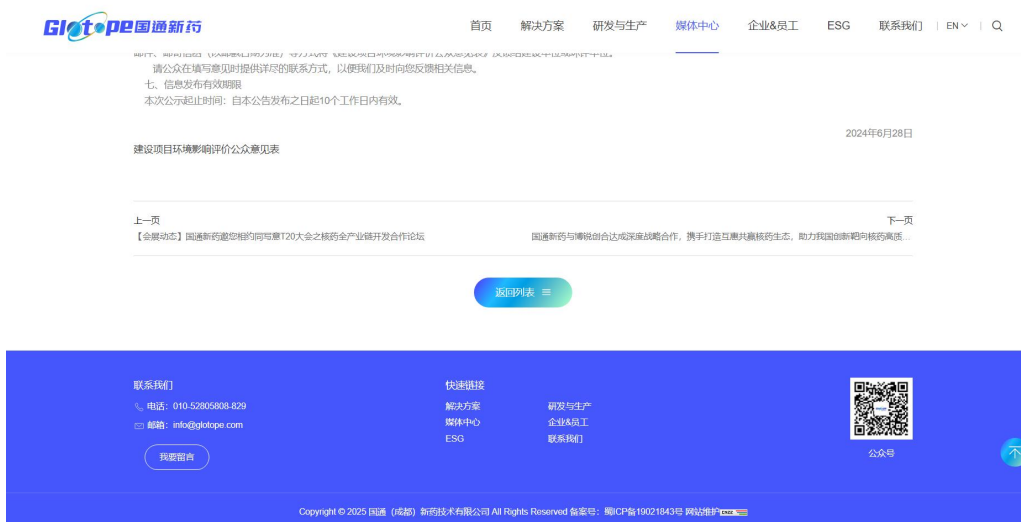 Glotope国通新药
首页 解决方案 研发与生产 媒体中心 企业&员工 ESG 联系我们 EN
请公众在填写意见时提供详尽的联系方式，以便我们及时向您反馈相关信息。
七、信息发布有效期限
本次公示起止时间：自本公告发布之日起10个工作日内有效。
2024年6月28日
建设项目环境影响评价公众意见表
上一页 下一页
【会展动态】国通新药邀您相约同写意T20大会之核药全产业链开发合作论坛 国通新药与博锐创合达成深度战略合作，携手打造互惠共赢核药生态，助力我国创新靶向核药高质...
返回列表
联系我们 快速链接
电话：010-52805808-829 解决方案 研发与生产
邮箱：info@glotope.com 媒体中心 企业&员工
ESG 联系我们
我要留言 公众号
Copyright © 2025 国通（成都）新药技术有限公司 All Rights Reserved 备案号：蜀ICP备19021843号 网站维护 CNZZ